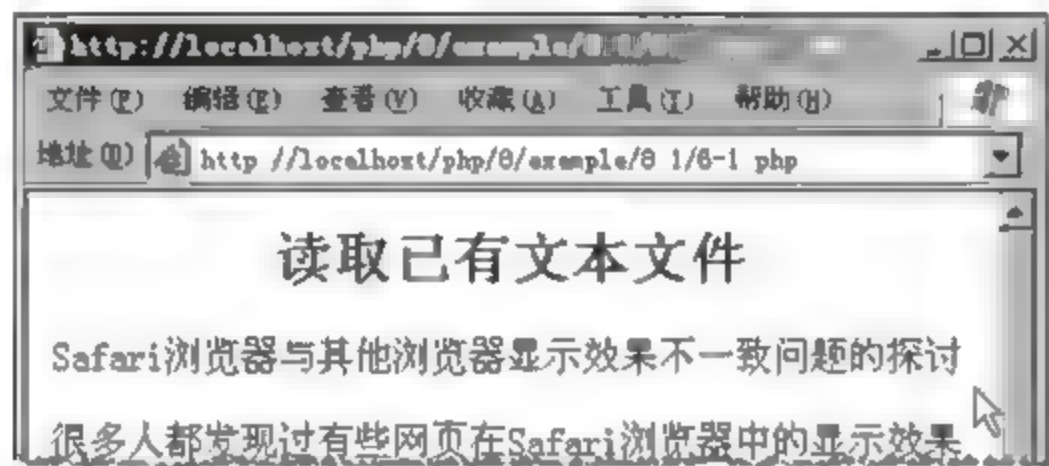 http://localhost/php/8/example/
文件(F) 编辑(E) 查看(V) 收藏(A) 工具(T) 帮助(H)
地址(D) http //localhost/php/8/example/8 1/8-1 php
读取已有文本文件
Safari浏览器与其他浏览器显示效果不一致问题的探讨
很多人都发现过有些网页在Safari浏览器中的显示效果